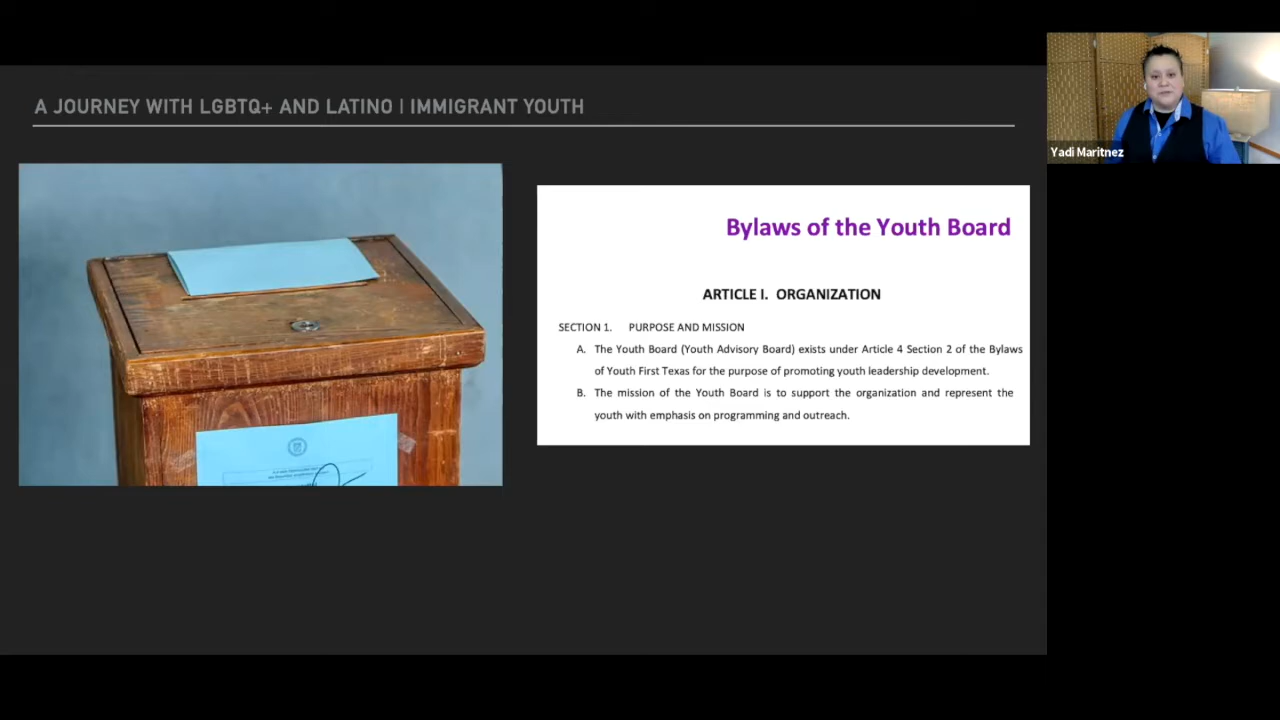 A JOURNEY WITH LGBTQ+ AND LATINO | IMMIGRANT YOUTH
Yadi Maritnez
Bylaws of the Youth Board
ARTICLE I. ORGANIZATION
SECTION 1. PURPOSE AND MISSION
A. The Youth Board (Youth Advisory Board) exists under Article 4 Section 2 of the Bylaws
of Youth First Texas for the purpose of promoting youth leadership development.
B. The mission of the Youth Board is to support the organization and represent the
youth with emphasis on programming and outreach.